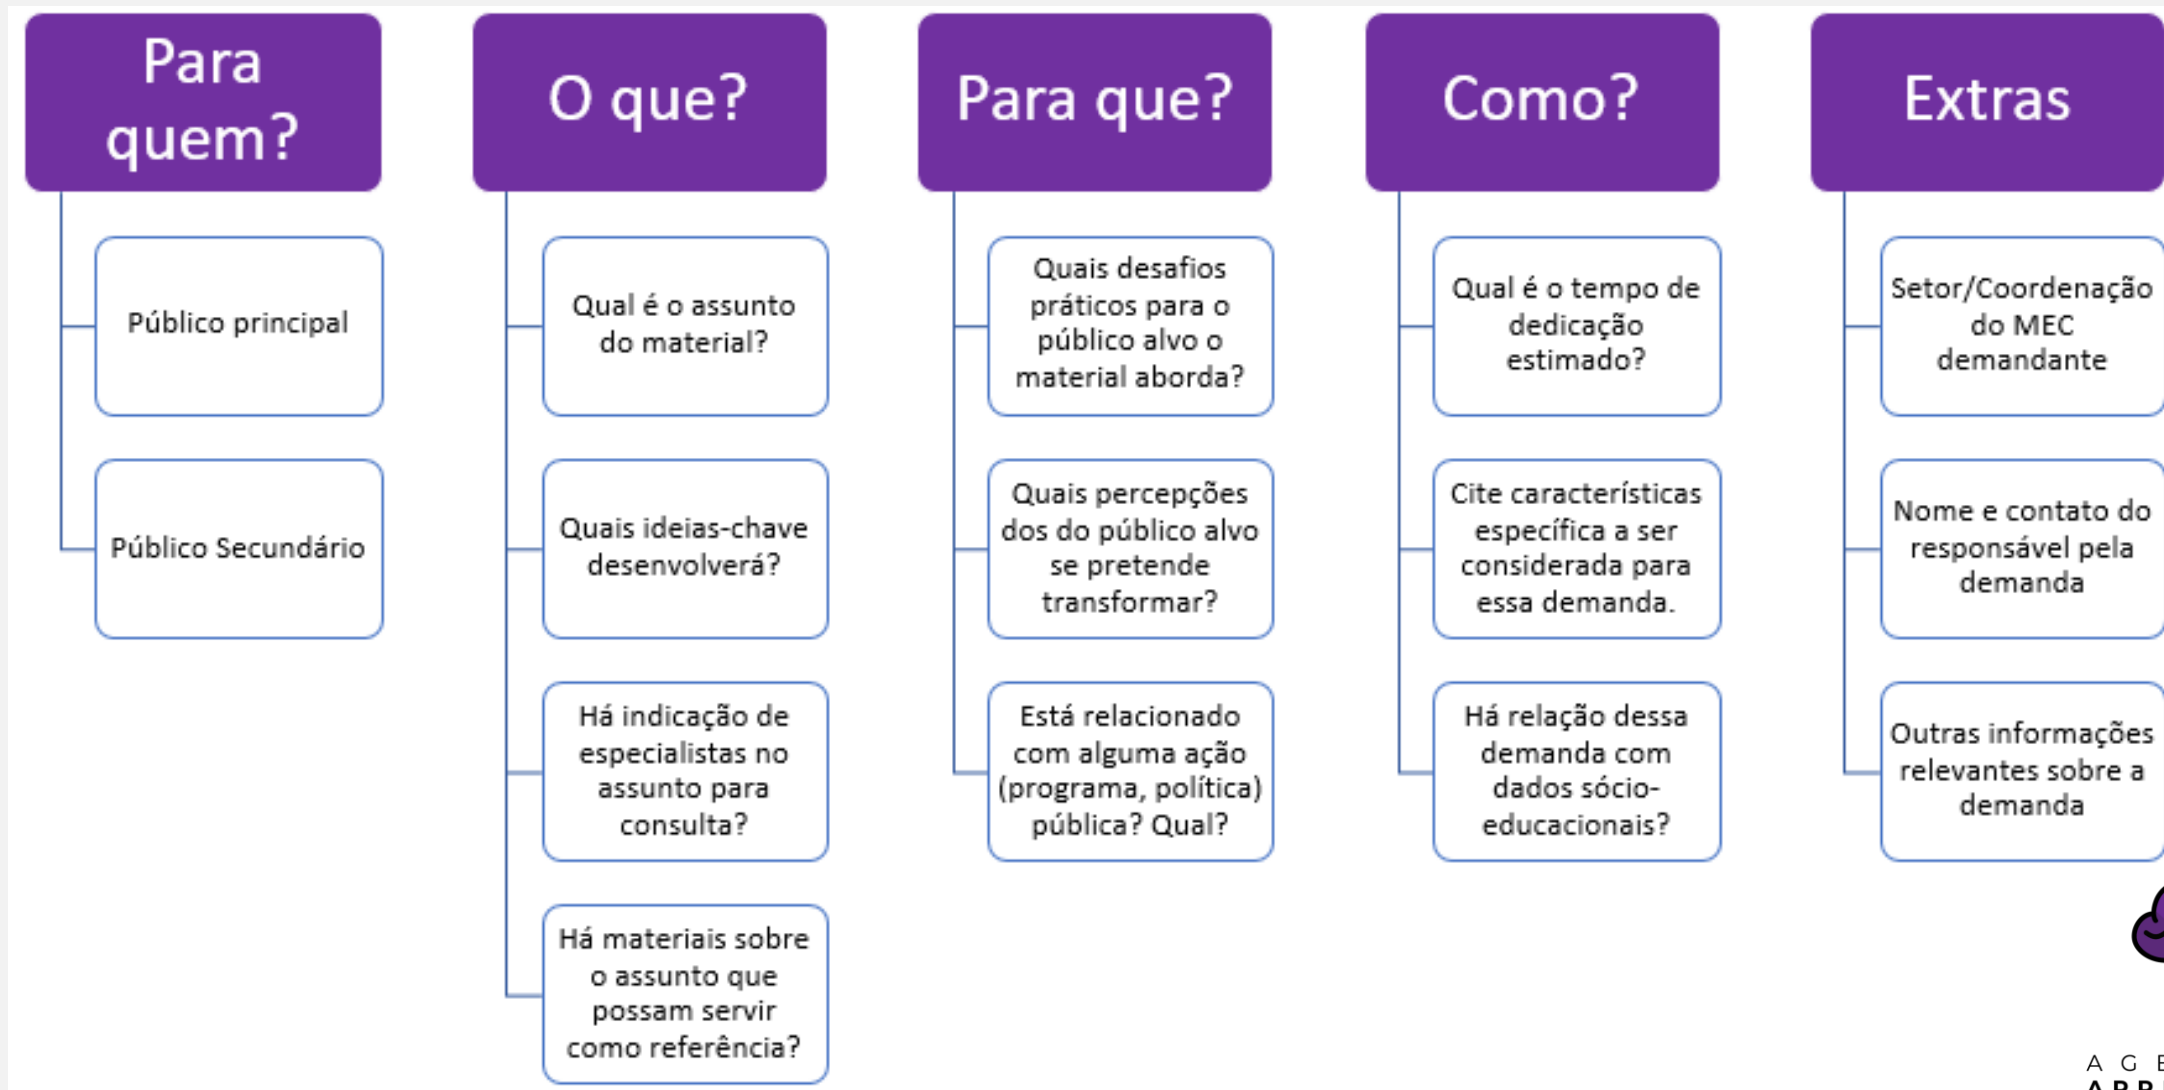 Para
quem?
Público principal
Público Secundário
O que?
Qual é o assunto
do material?
Quais ideias-chave
desenvolverá?
Há indicação de
especialistas no
assunto para
consulta?
Há materiais sobre
o assunto que
possam servir
como referência?
Para que?
Quais desafios
práticos para o
público alvo o
material aborda?
Quais percepções
dos do público alvo
se pretende
transformar?
Está relacionado
com alguma ação
(programa, política)
pública? Qual?
Como?
Qual é o tempo de
dedicação
estimado?
Cite características
específica a ser
considerada para
essa demanda.
Há relação dessa
demanda com
dados sócio-
educacionais?
Extras
Setor/Coordenação
do MEC
demandante
Nome e contato do
responsável pela
demanda
Outras informações
relevantes sobre a
demanda